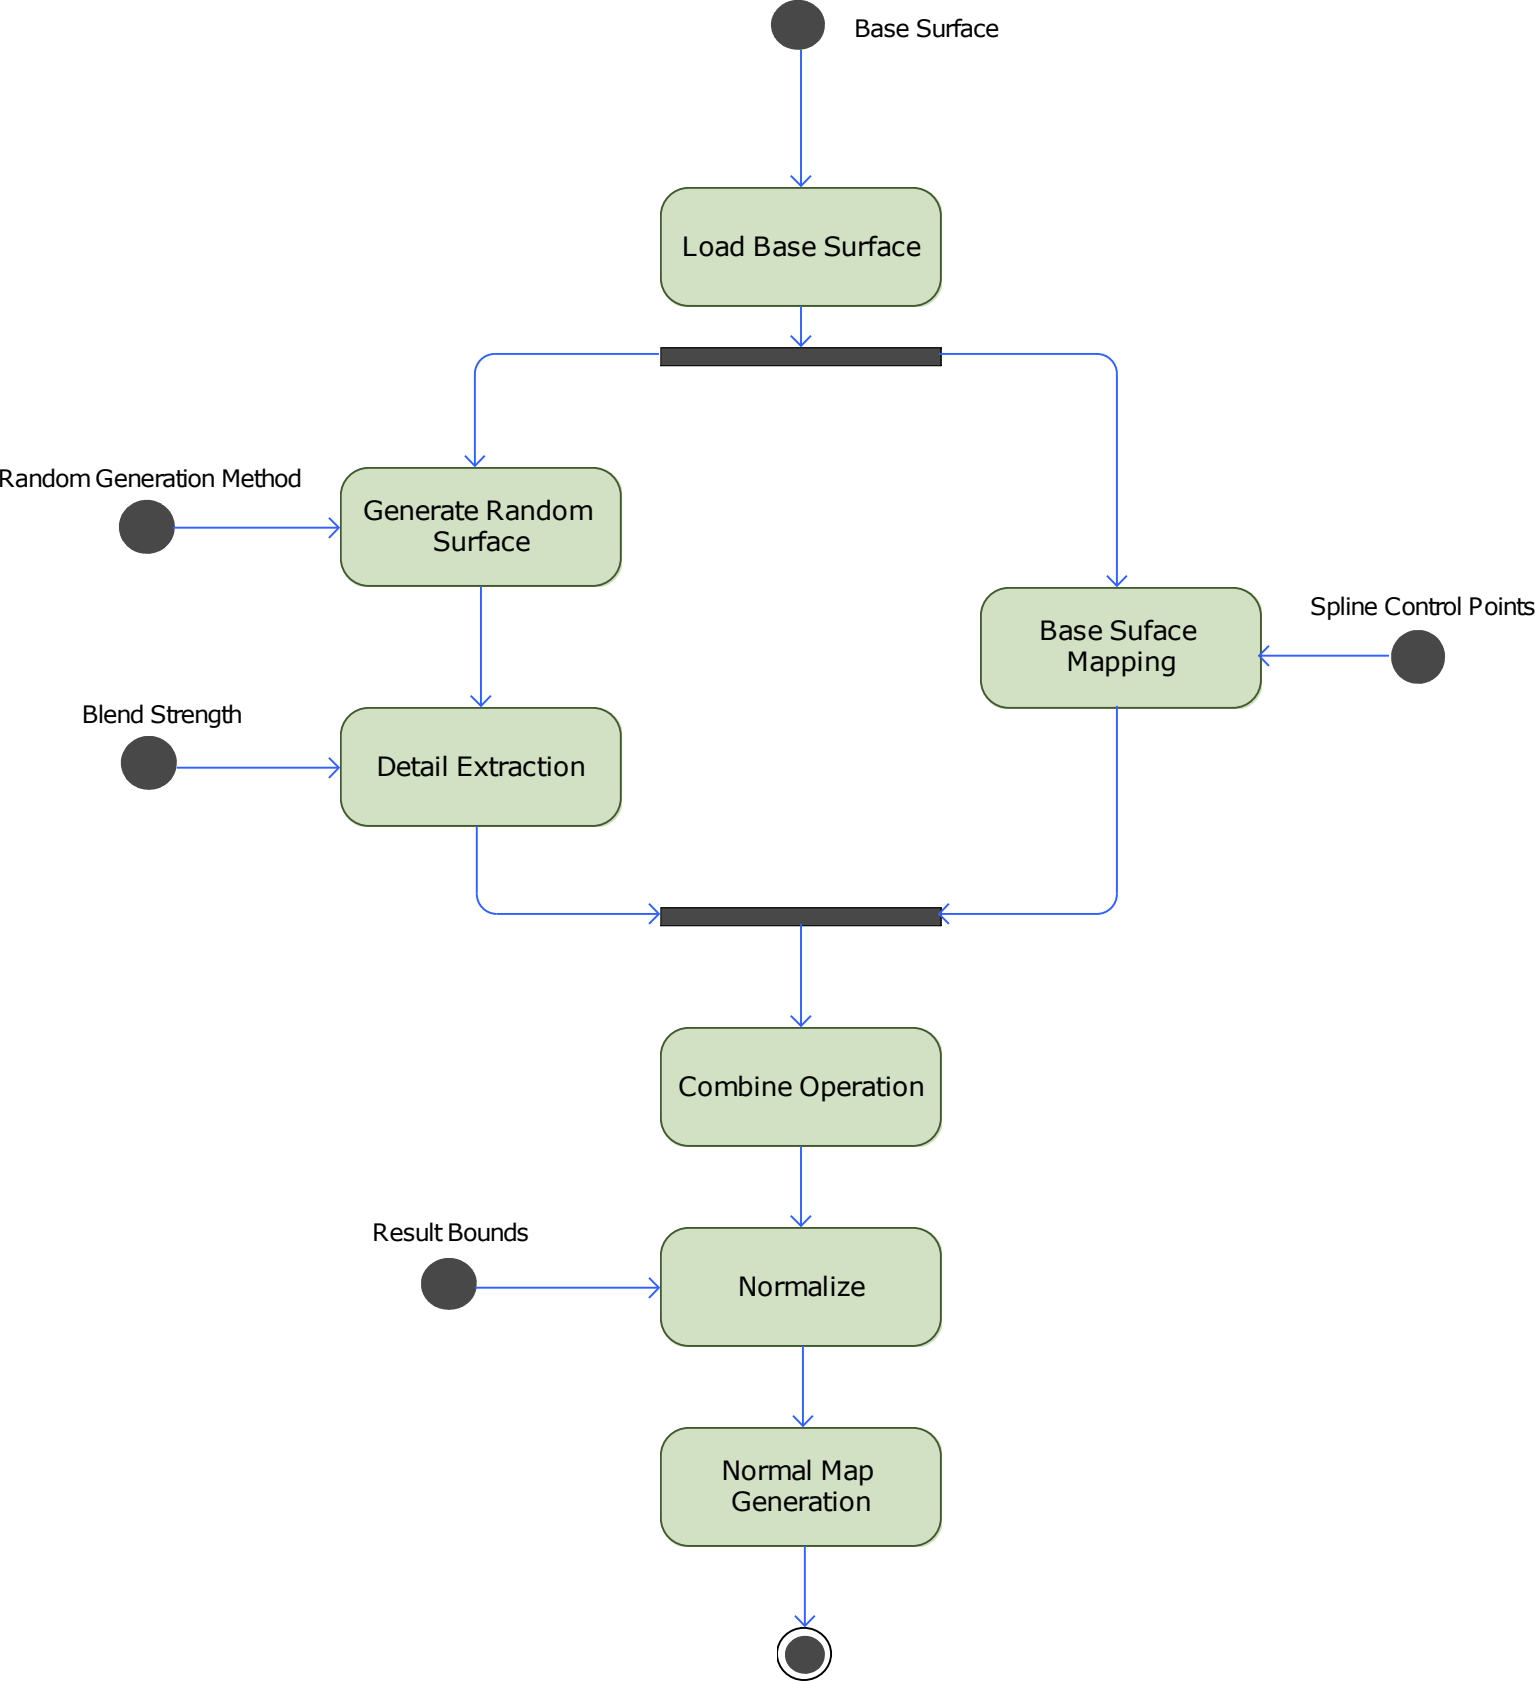 Base Surface
Load Base Surface
Random Generation Method
Generate Random
Surface
Spline Control Points
Base Suface
Mapping
Blend Strength
Detail Extraction
Combine Operation
Result Bounds
Normalize
Normal Map
Generation